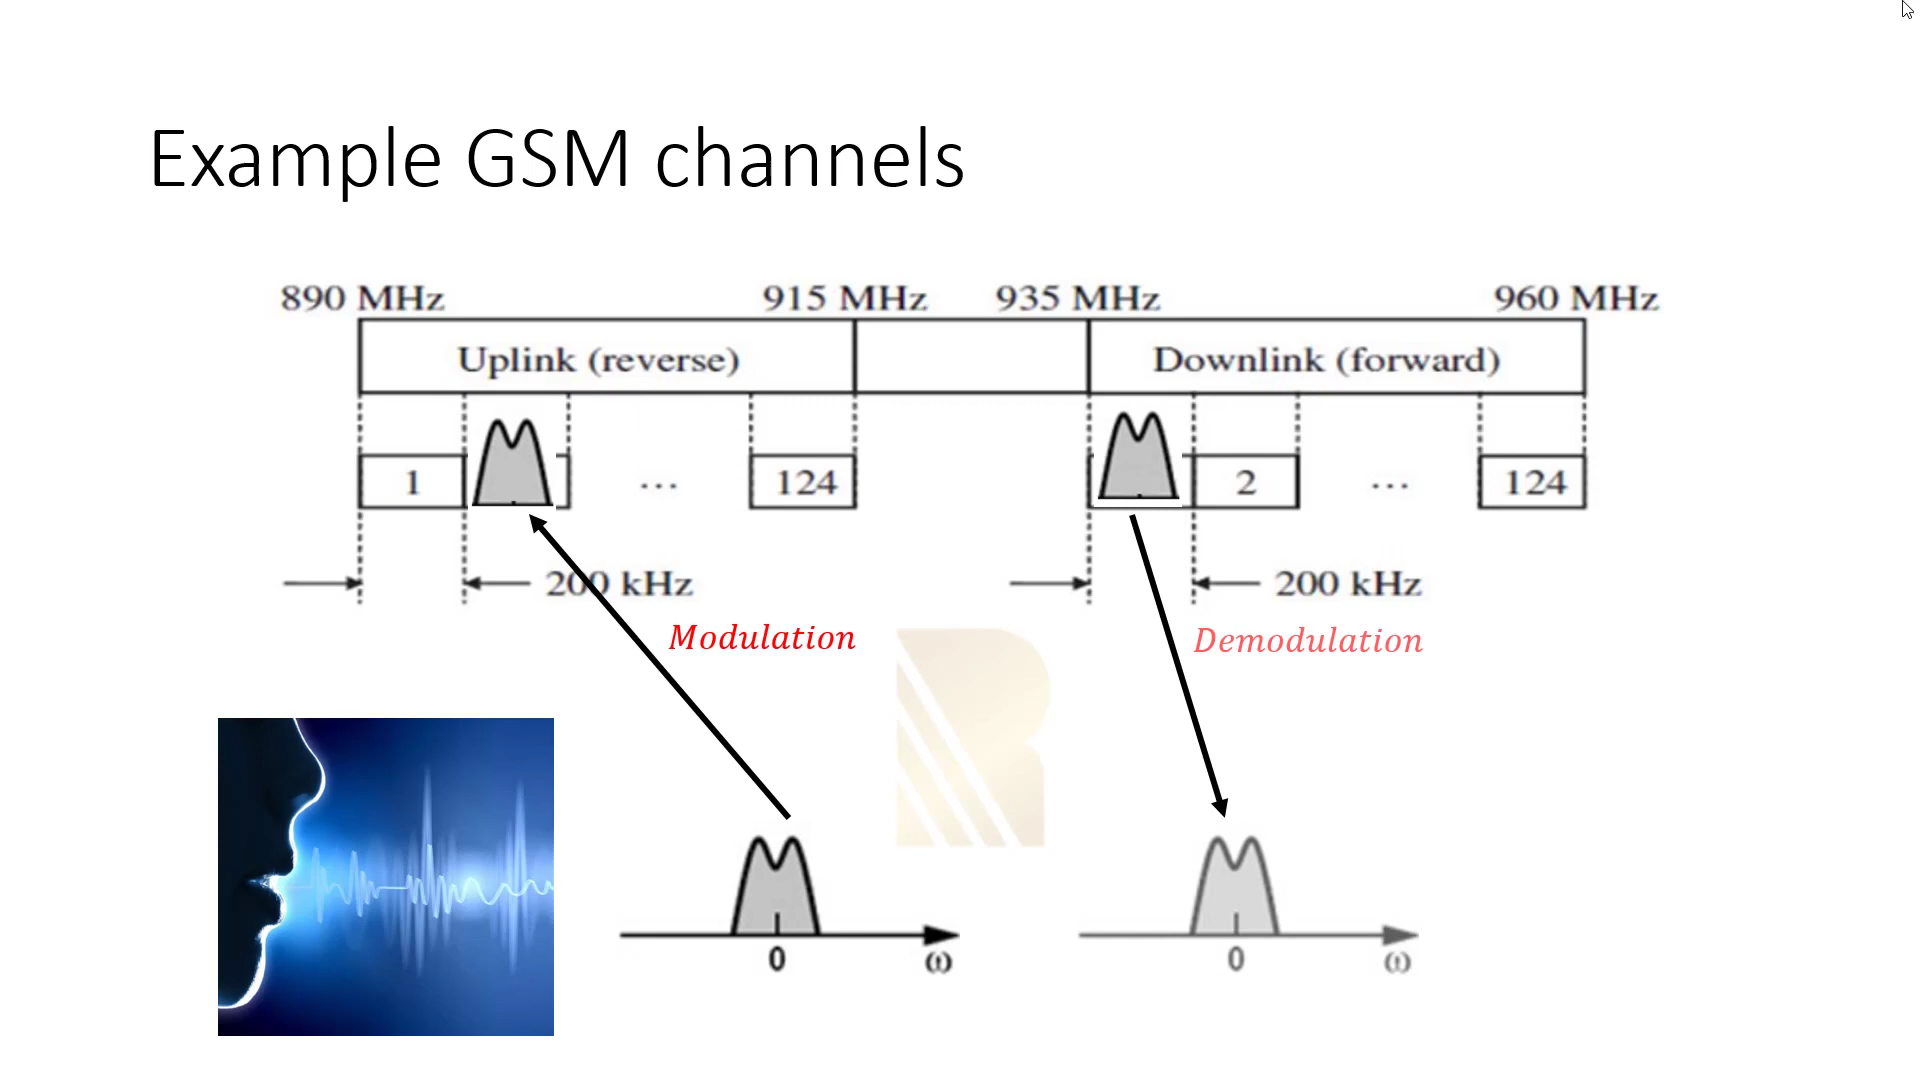 Example GSM channels
890 MHz 915 MHz 935 MHz 960 MHz
Uplink (reverse) Downlink (forward)
1 ... 124 2 ... 124
200 kHz 200 kHz
Modulation Demodulation
0 ω 0 ω